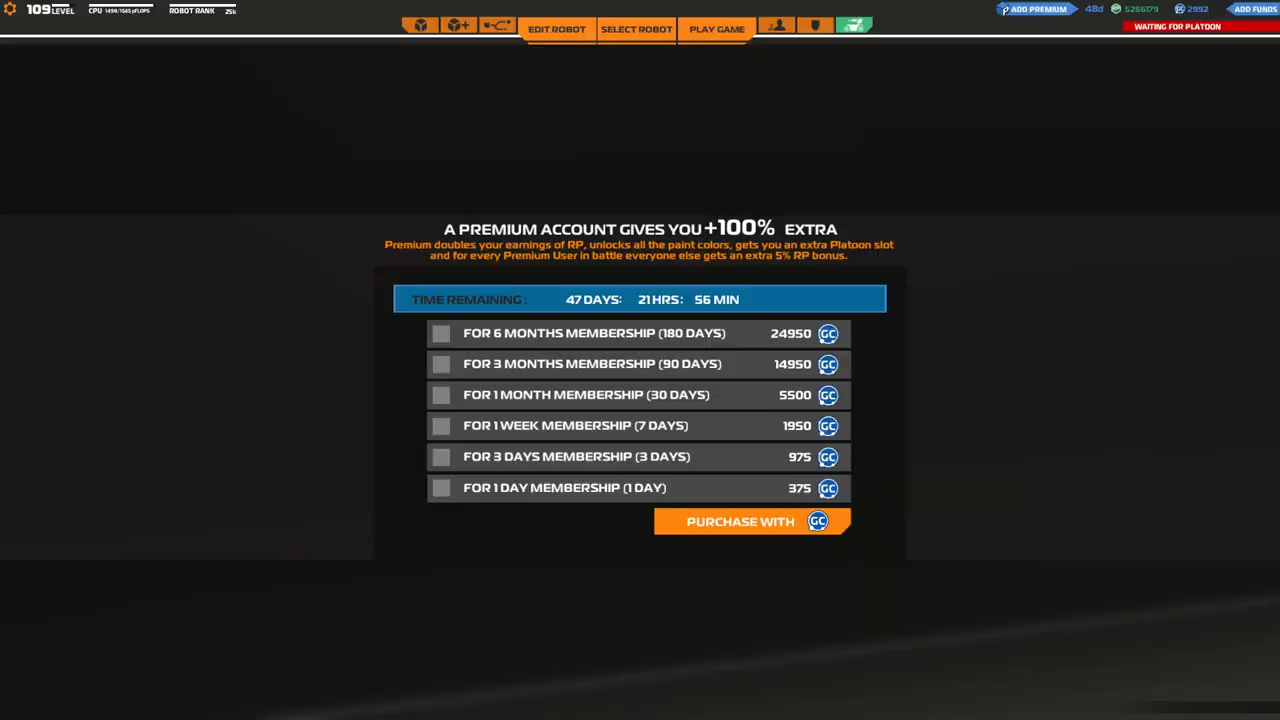 109 LEVEL
CPU 1498/1545 pFLOPS
ROBOT RANK 25k
EDIT ROBOT
SELECT ROBOT
PLAY GAME
ADD PREMIUM
48d
5266179
2992
ADD FUNDS
WAITING FOR PLATOON
A PREMIUM ACCOUNT GIVES YOU +100% EXTRA
Premium doubles your earnings of RP, unlocks all the paint colors, gets you an extra Platoon slot
and for every Premium User in battle everyone else gets an extra 5% RP bonus.
TIME REMAINING : 47 DAYS: 21 HRS: 56 MIN
FOR 6 MONTHS MEMBERSHIP (180 DAYS) 24950 GC
FOR 3 MONTHS MEMBERSHIP (90 DAYS) 14950 GC
FOR 1 MONTH MEMBERSHIP (30 DAYS) 5500 GC
FOR 1 WEEK MEMBERSHIP (7 DAYS) 1950 GC
FOR 3 DAYS MEMBERSHIP (3 DAYS) 975 GC
FOR 1 DAY MEMBERSHIP (1 DAY) 375 GC
PURCHASE WITH GC